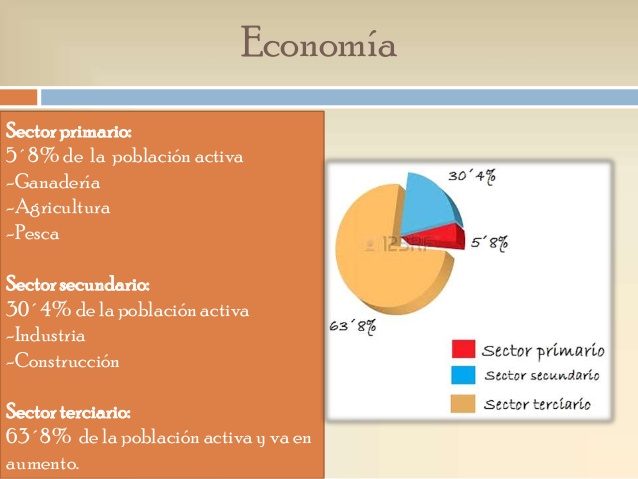 Economía
Sector primario:
5´8% de la población activa
-Ganadería
-Agricultura
-Pesca
Sector secundario:
30´4% de la población activa
-Industria
-Construcción
Sector terciario:
63´8% de la población activa y va en
aumento.
30´4%
5´8%
63´8%
Sector primario
Sector secundario
Sector terciario